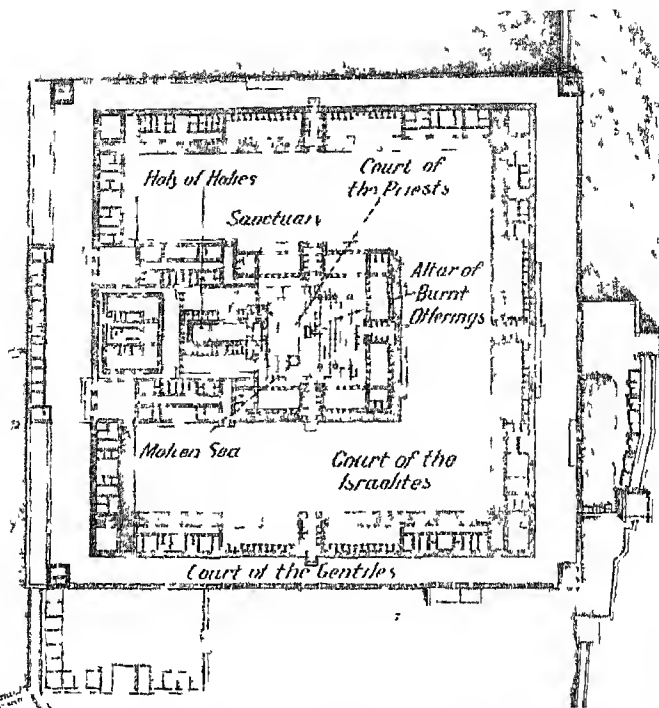 Holy of Holies
Court of
the Priests
Sanctuary
Altar of
Burnt
Offerings
Molten Sea
Court of the
Israelites
Court of the Gentiles